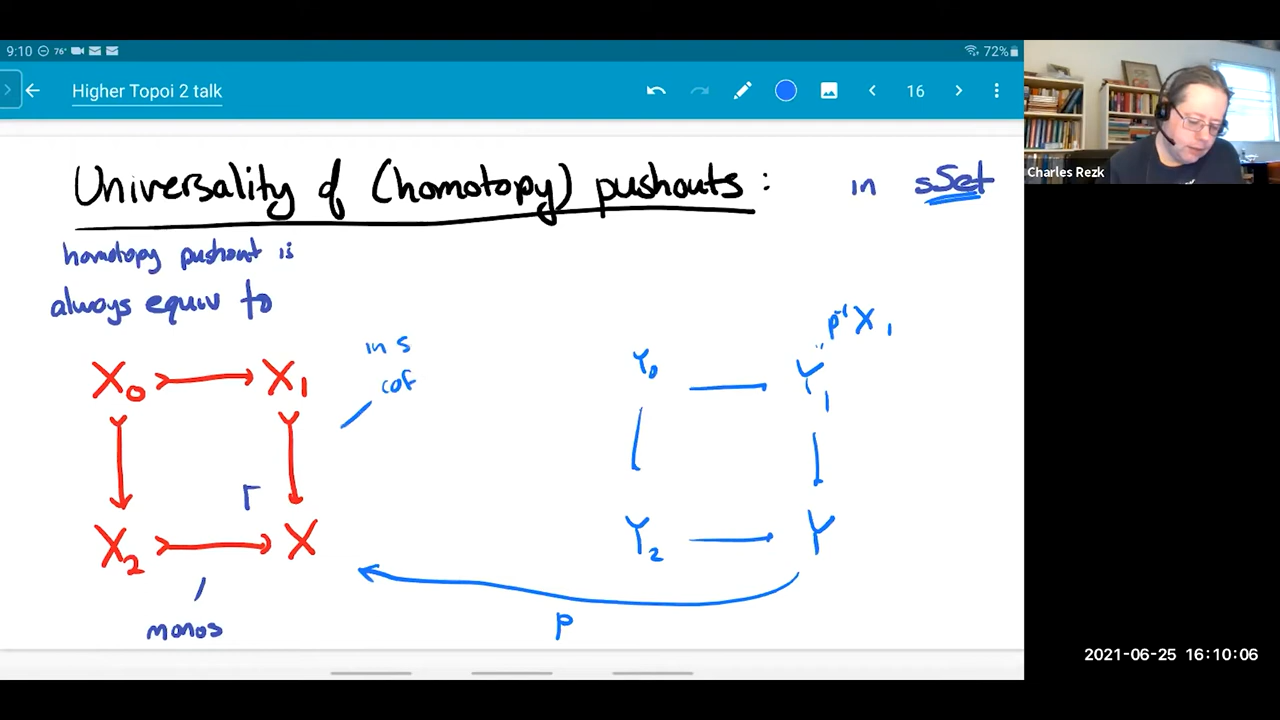 9:10 76° 72%
Higher Topoi 2 talk
16
Charles Rezk
Universality of (homotopy) pushouts :
in sSet
homotopy pushout is
always equiv to
X₀ X₁
in s
cof
X₂ X
monos
p⁻¹X₁
Y₀ Y₁
Y₂ Y
p
2021-06-25 16:10:06